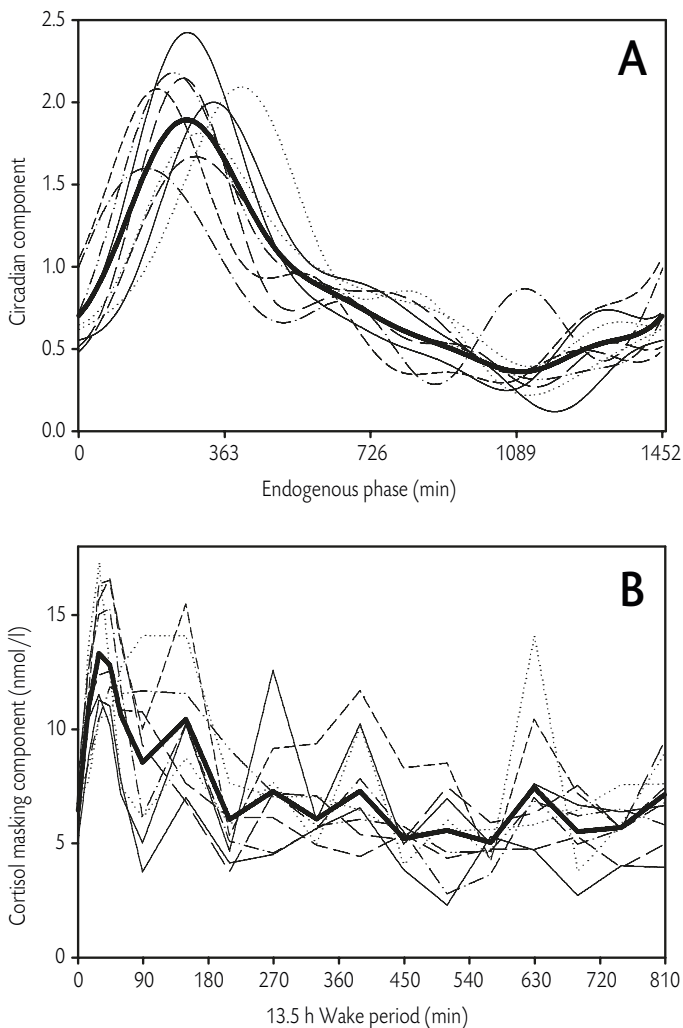 2.5
A
2.0
1.5
1.0
0.5
0.0
Circadian component
0 363 726 1089 1452
Endogenous phase (min)
B
15
10
5
0
Cortisol masking component (nmol/l)
0 90 180 270 360 450 540 630 720 810
13.5 h Wake period (min)